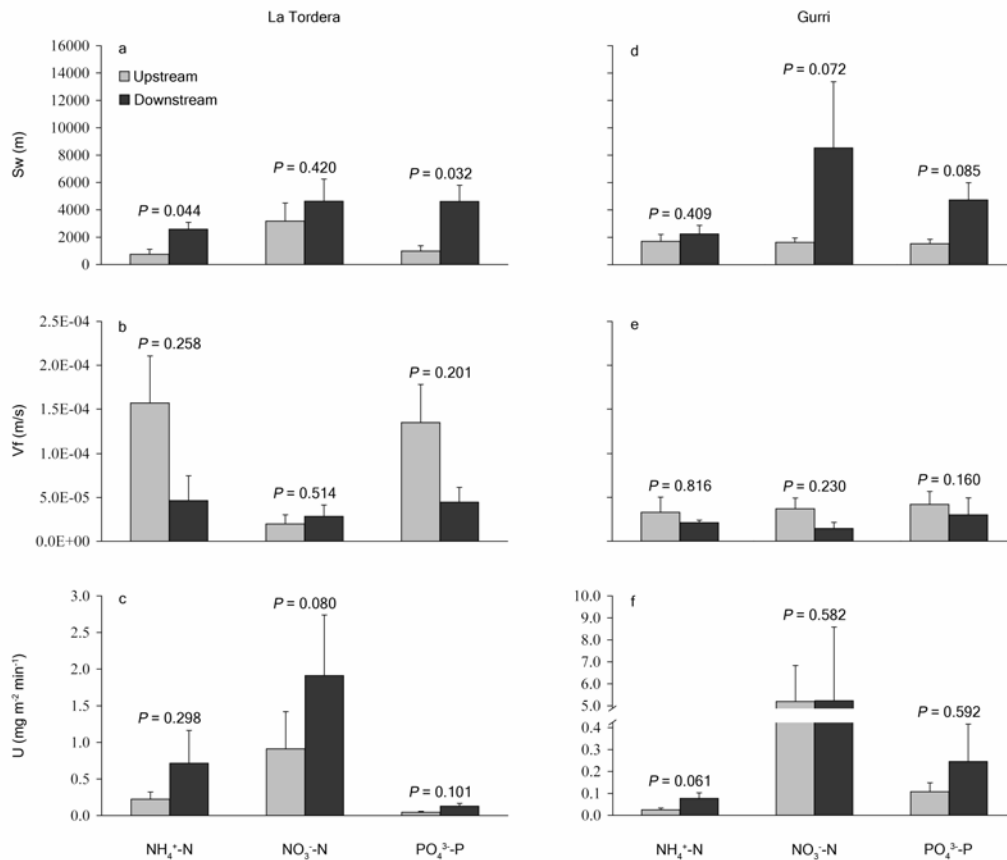 La Tordera
Gurri
a
Upstream
Downstream
Sw (m)
16000
14000
12000
10000
8000
6000
4000
2000
0
P = 0.044
P = 0.420
P = 0.032
d
P = 0.409
P = 0.072
P = 0.085
b
Vf (m/s)
2.5E-04
2.0E-04
1.5E-04
1.0E-04
5.0E-05
0.0E+00
P = 0.258
P = 0.514
P = 0.201
e
P = 0.816
P = 0.230
P = 0.160
c
U (mg m⁻² min⁻¹)
3.0
2.5
2.0
1.5
1.0
0.5
0.0
P = 0.298
P = 0.080
P = 0.101
f
10.0
9.0
8.0
7.0
6.0
5.0
0.4
0.3
0.2
0.1
0.0
P = 0.061
P = 0.582
P = 0.592
NH₄⁺-N NO₃⁻-N PO₄³⁻-P
NH₄⁺-N NO₃⁻-N PO₄³⁻-P